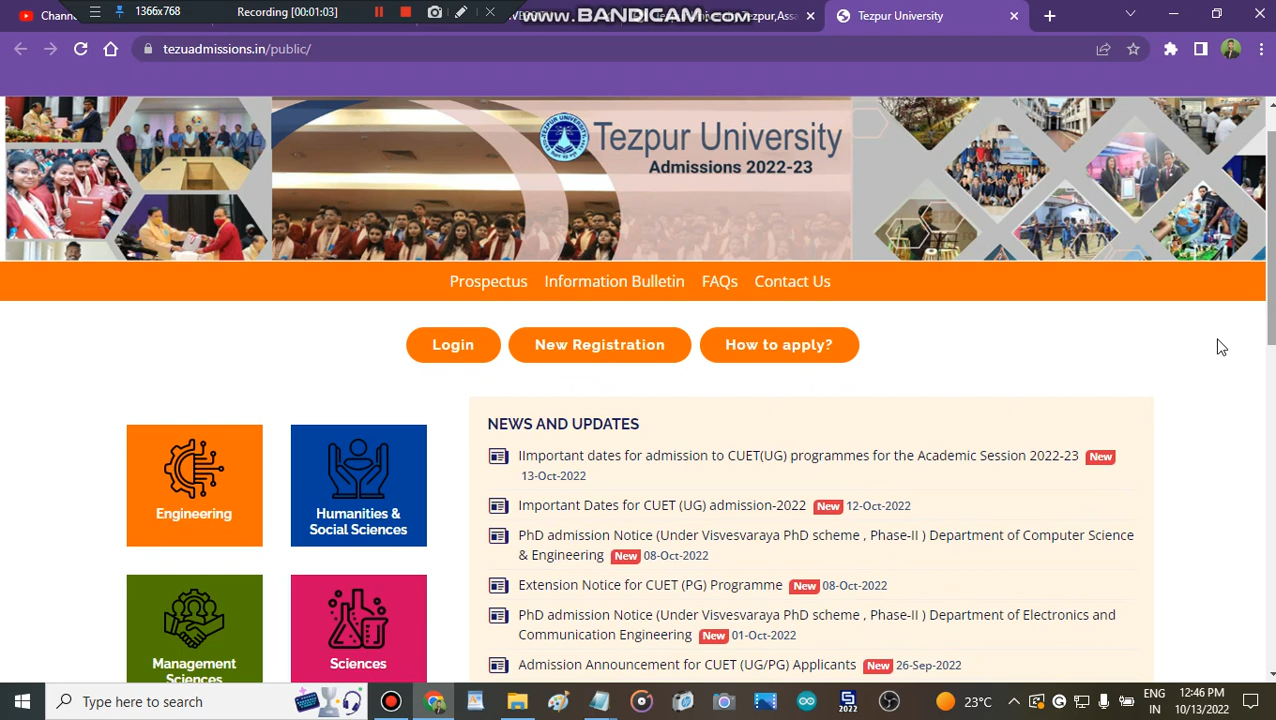 1366x768
Recording [00:01:03]
www.BANDICAM.com
Chann
Tezpur,Assa
Tezpur University
tezuadmissions.in/public/
Tezpur University
Admissions 2022-23
Prospectus Information Bulletin FAQs Contact Us
Login New Registration How to apply?
NEWS AND UPDATES
IImportant dates for admission to CUET(UG) programmes for the Academic Session 2022-23 New
13-Oct-2022
Important Dates for CUET (UG) admission-2022 New 12-Oct-2022
PhD admission Notice (Under Visvesvaraya PhD scheme , Phase-II ) Department of Computer Science
& Engineering New 08-Oct-2022
Extension Notice for CUET (PG) Programme New 08-Oct-2022
PhD admission Notice (Under Visvesvaraya PhD scheme , Phase-II ) Department of Electronics and
Communication Engineering New 01-Oct-2022
Admission Announcement for CUET (UG/PG) Applicants New 26-Sep-2022
Engineering
Humanities &
Social Sciences
Management
Sciences
Sciences
Type here to search
2022
23°C
ENG
IN
12:46 PM
10/13/2022